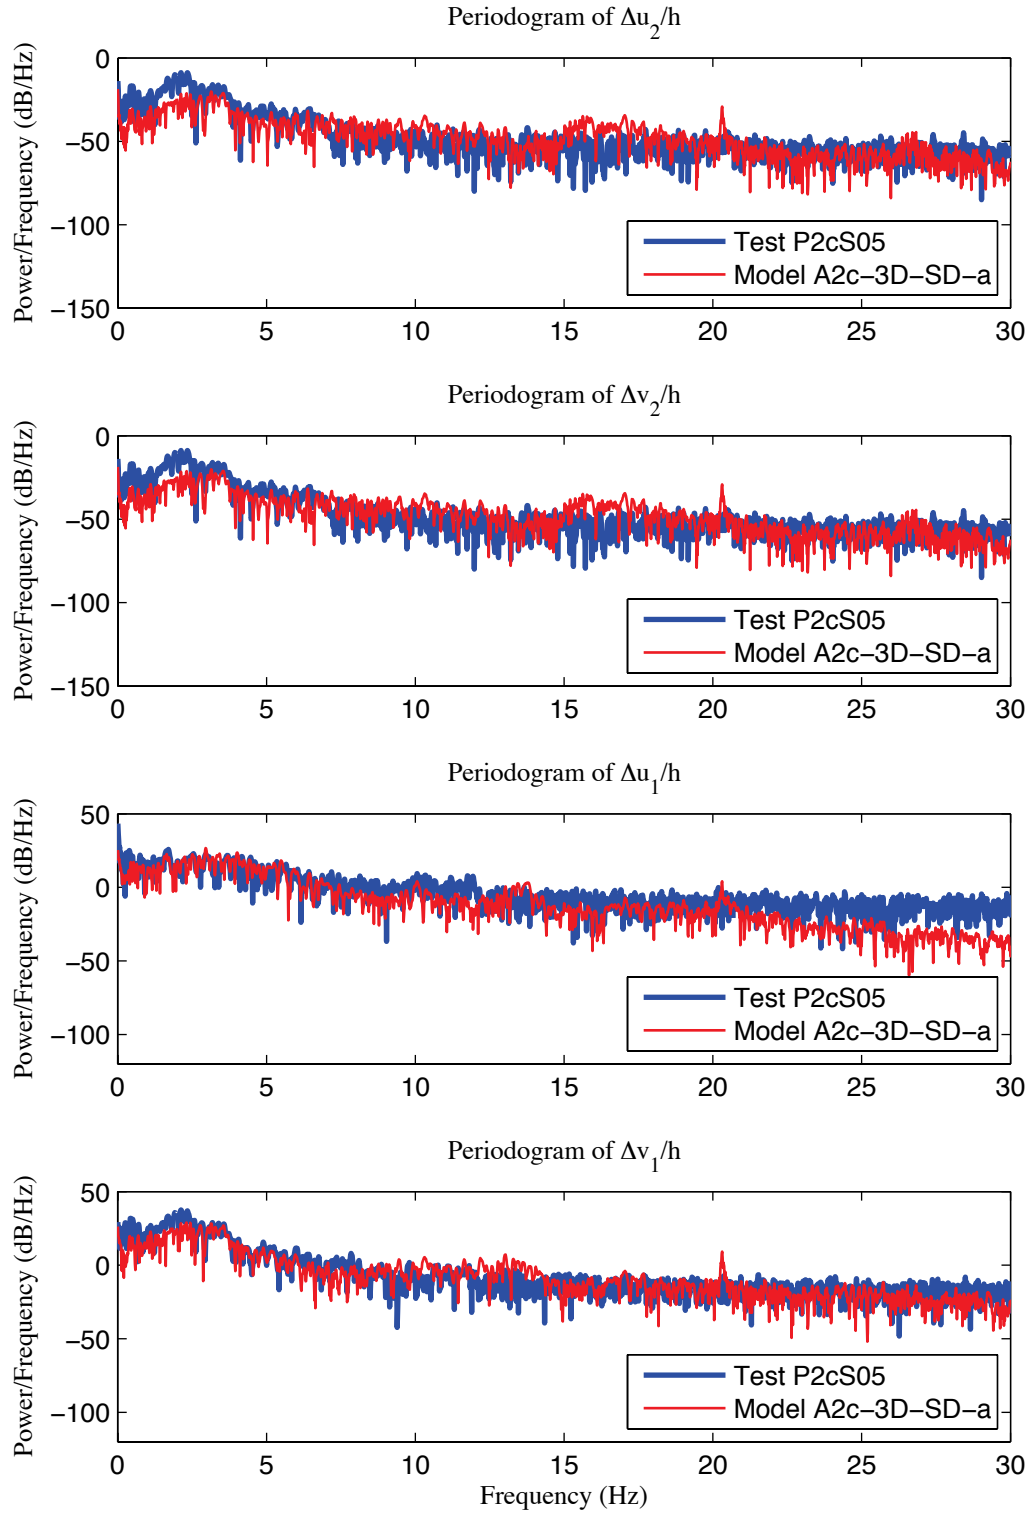 Periodogram of Δu2/h
Power/Frequency (dB/Hz)
0
−50
−100
−150
0 5 10 15 20 25 30
Test P2cS05
Model A2c−3D−SD−a
Periodogram of Δv2/h
Power/Frequency (dB/Hz)
0
−50
−100
−150
0 5 10 15 20 25 30
Test P2cS05
Model A2c−3D−SD−a
Periodogram of Δu1/h
Power/Frequency (dB/Hz)
50
0
−50
−100
0 5 10 15 20 25 30
Test P2cS05
Model A2c−3D−SD−a
Periodogram of Δv1/h
Power/Frequency (dB/Hz)
50
0
−50
−100
0 5 10 15 20 25 30
Test P2cS05
Model A2c−3D−SD−a
Frequency (Hz)